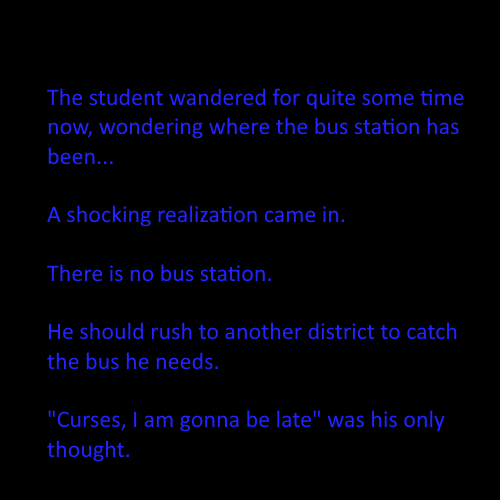 The student wandered for quite some time
now, wondering where the bus station has
been...
A shocking realization came in.
There is no bus station.
He should rush to another district to catch
the bus he needs.
"Curses, I am gonna be late" was his only
thought.